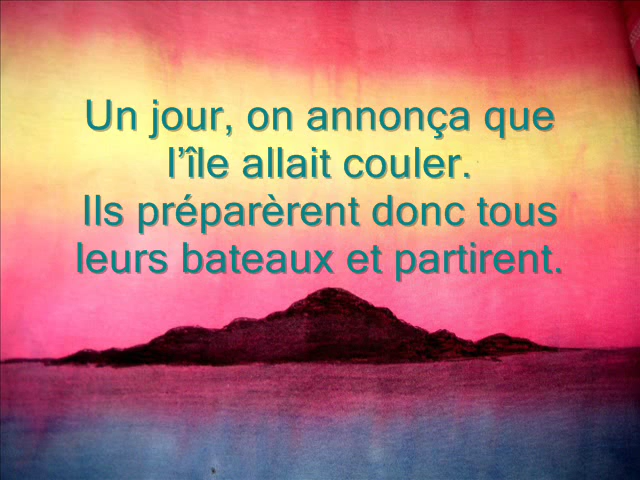 Un jour, on annonça que
l’île allait couler.
Ils préparèrent donc tous
leurs bateaux et partirent.